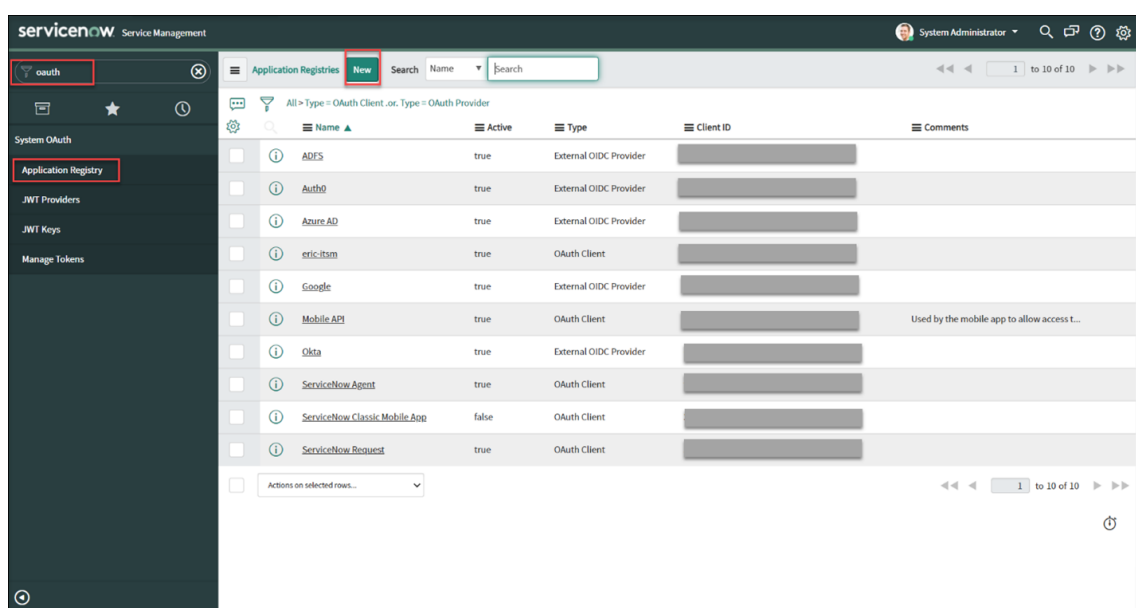 servicenow Service Management
System Administrator
oauth
Application Registries New Search Name Search
1 to 10 of 10
All > Type = OAuth Client .or. Type = OAuth Provider
Name Active Type Client ID Comments
System OAuth
Application Registry
JWT Providers
JWT Keys
Manage Tokens
ADFS true External OIDC Provider
Auth0 true External OIDC Provider
Azure AD true External OIDC Provider
eric-itsm true OAuth Client
Google true External OIDC Provider
Mobile API true OAuth Client Used by the mobile app to allow access t...
Okta true External OIDC Provider
ServiceNow Agent true OAuth Client
ServiceNow Classic Mobile App false OAuth Client
ServiceNow Request true OAuth Client
Actions on selected rows...
1 to 10 of 10